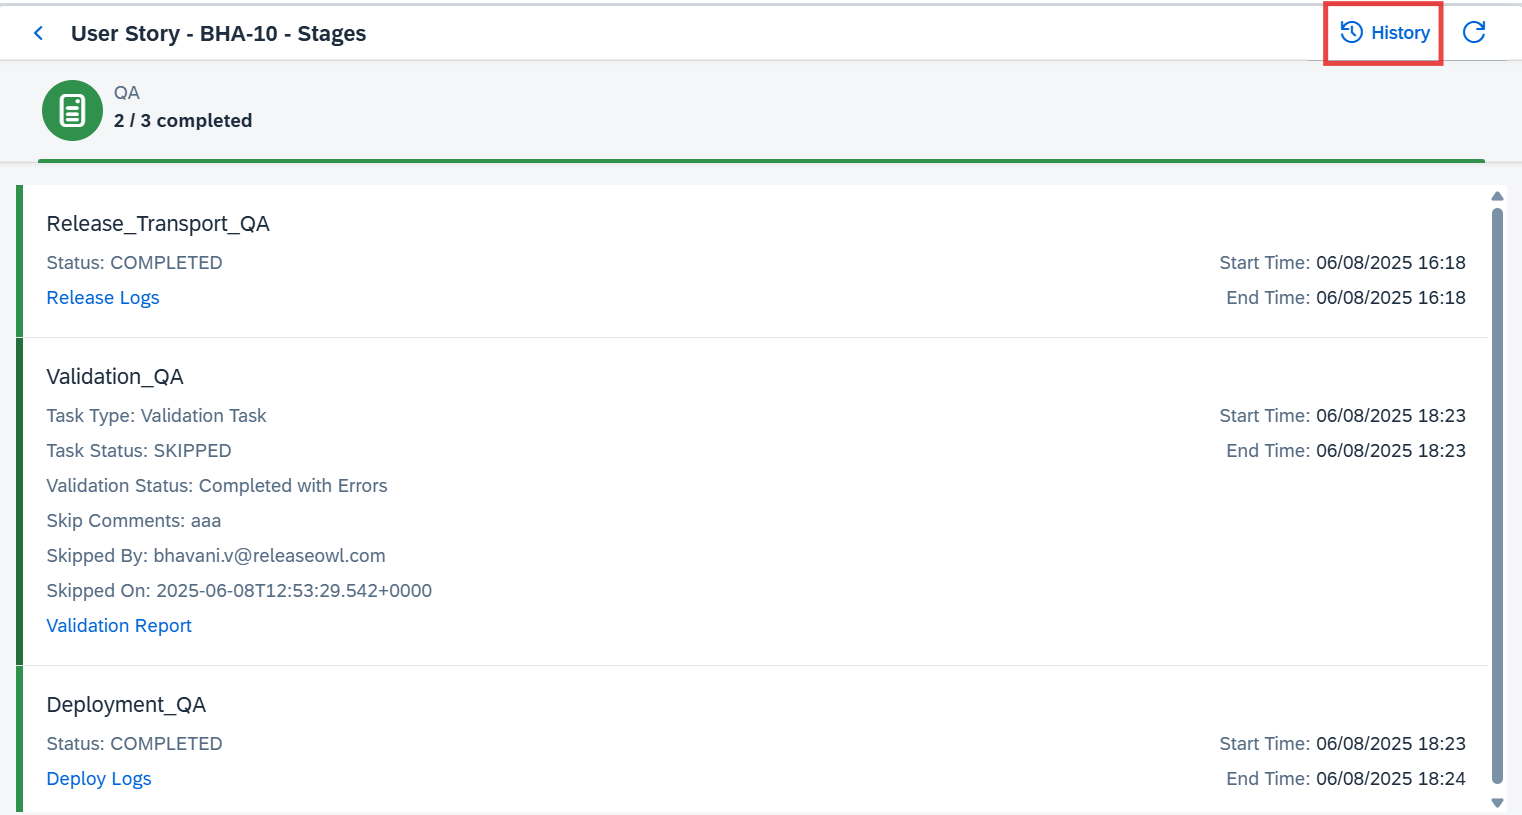 User Story - BHA-10 - Stages
History
QA
2 / 3 completed
Release_Transport_QA
Status: COMPLETED
Start Time: 06/08/2025 16:18
Release Logs
End Time: 06/08/2025 16:18
Validation_QA
Task Type: Validation Task
Start Time: 06/08/2025 18:23
Task Status: SKIPPED
End Time: 06/08/2025 18:23
Validation Status: Completed with Errors
Skip Comments: aaa
Skipped By: bhavani.v@releaseowl.com
Skipped On: 2025-06-08T12:53:29.542+0000
Validation Report
Deployment_QA
Status: COMPLETED
Start Time: 06/08/2025 18:23
Deploy Logs
End Time: 06/08/2025 18:24